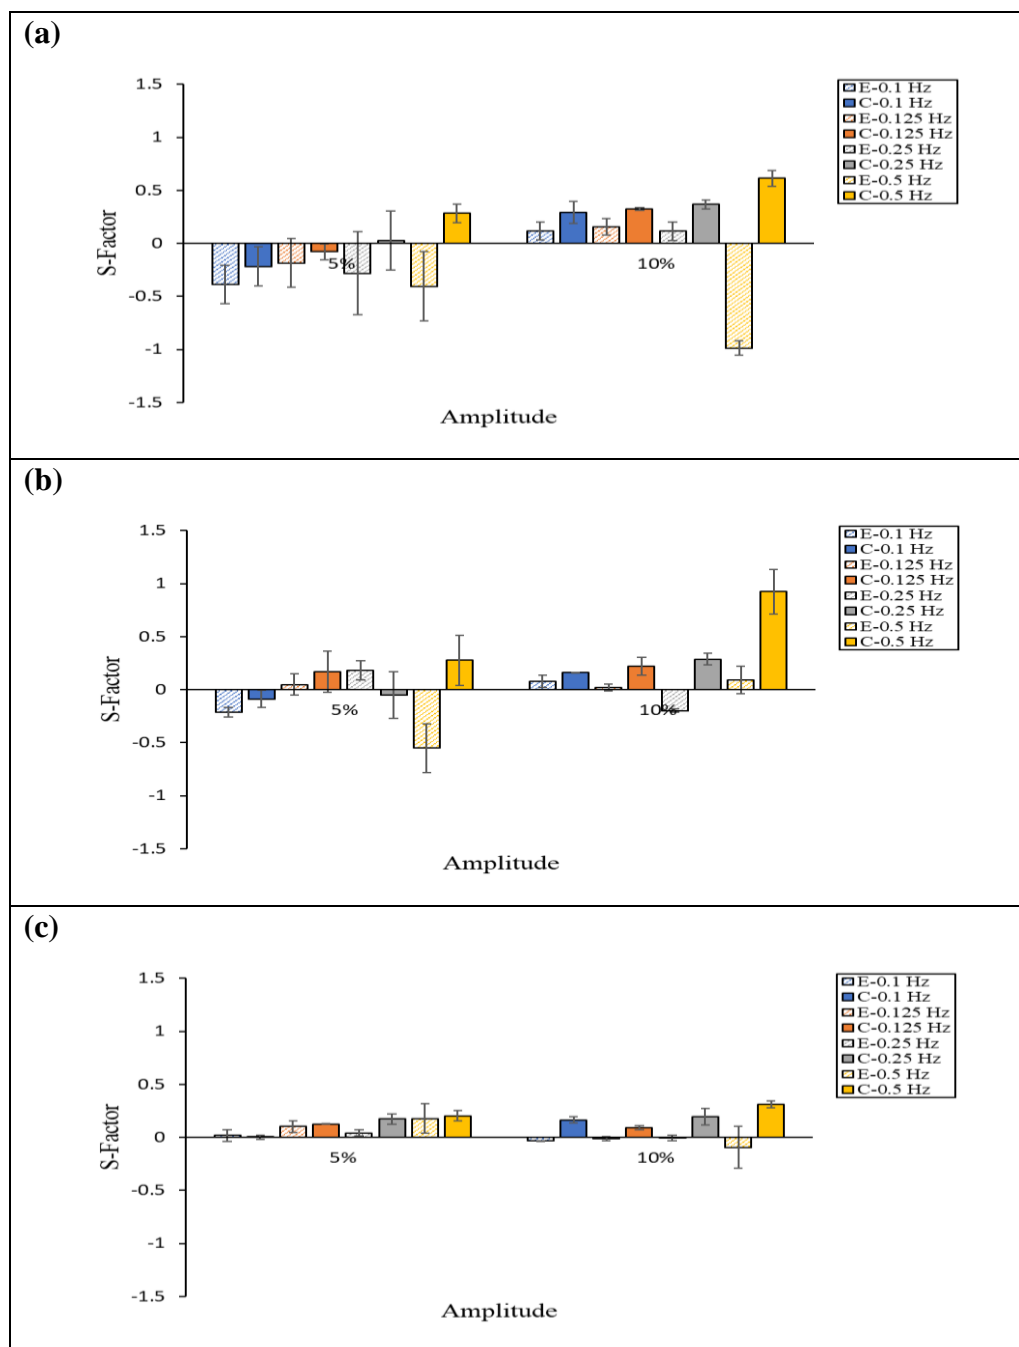 (a)
1.5
1
0.5
0
-0.5
-1
-1.5
S-Factor
5%
10%
Amplitude
E-0.1 Hz
C-0.1 Hz
E-0.125 Hz
C-0.125 Hz
E-0.25 Hz
C-0.25 Hz
E-0.5 Hz
C-0.5 Hz
(b)
1.5
1
0.5
0
-0.5
-1
-1.5
S-Factor
5%
10%
Amplitude
E-0.1 Hz
C-0.1 Hz
E-0.125 Hz
C-0.125 Hz
E-0.25 Hz
C-0.25 Hz
E-0.5 Hz
C-0.5 Hz
(c)
1.5
1
0.5
0
-0.5
-1
-1.5
S-Factor
5%
10%
Amplitude
E-0.1 Hz
C-0.1 Hz
E-0.125 Hz
C-0.125 Hz
E-0.25 Hz
C-0.25 Hz
E-0.5 Hz
C-0.5 Hz